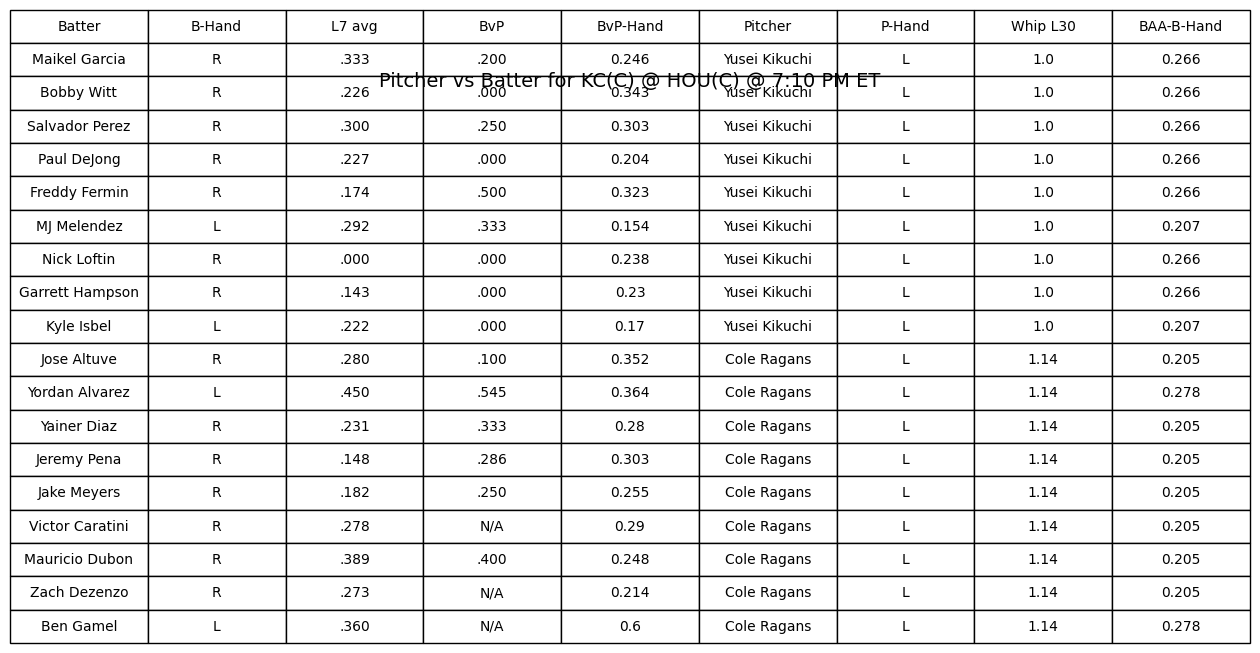 Batter B-Hand L7 avg BvP BvP-Hand Pitcher P-Hand Whip L30 BAA-B-Hand
Maikel Garcia R .333 .200 0.246 Yusei Kikuchi L 1.0 0.266
Pitcher vs Batter for KC(C) @ HOU(C) @ 7:10 PM ET
Bobby Witt R .226 .000 0.343 Yusei Kikuchi L 1.0 0.266
Salvador Perez R .300 .250 0.303 Yusei Kikuchi L 1.0 0.266
Paul DeJong R .227 .000 0.204 Yusei Kikuchi L 1.0 0.266
Freddy Fermin R .174 .500 0.323 Yusei Kikuchi L 1.0 0.266
MJ Melendez L .292 .333 0.154 Yusei Kikuchi L 1.0 0.207
Nick Loftin R .000 .000 0.238 Yusei Kikuchi L 1.0 0.266
Garrett Hampson R .143 .000 0.23 Yusei Kikuchi L 1.0 0.266
Kyle Isbel L .222 .000 0.17 Yusei Kikuchi L 1.0 0.207
Jose Altuve R .280 .100 0.352 Cole Ragans L 1.14 0.205
Yordan Alvarez L .450 .545 0.364 Cole Ragans L 1.14 0.278
Yainer Diaz R .231 .333 0.28 Cole Ragans L 1.14 0.205
Jeremy Pena R .148 .286 0.303 Cole Ragans L 1.14 0.205
Jake Meyers R .182 .250 0.255 Cole Ragans L 1.14 0.205
Victor Caratini R .278 N/A 0.29 Cole Ragans L 1.14 0.205
Mauricio Dubon R .389 .400 0.248 Cole Ragans L 1.14 0.205
Zach Dezenzo R .273 N/A 0.214 Cole Ragans L 1.14 0.205
Ben Gamel L .360 N/A 0.6 Cole Ragans L 1.14 0.278